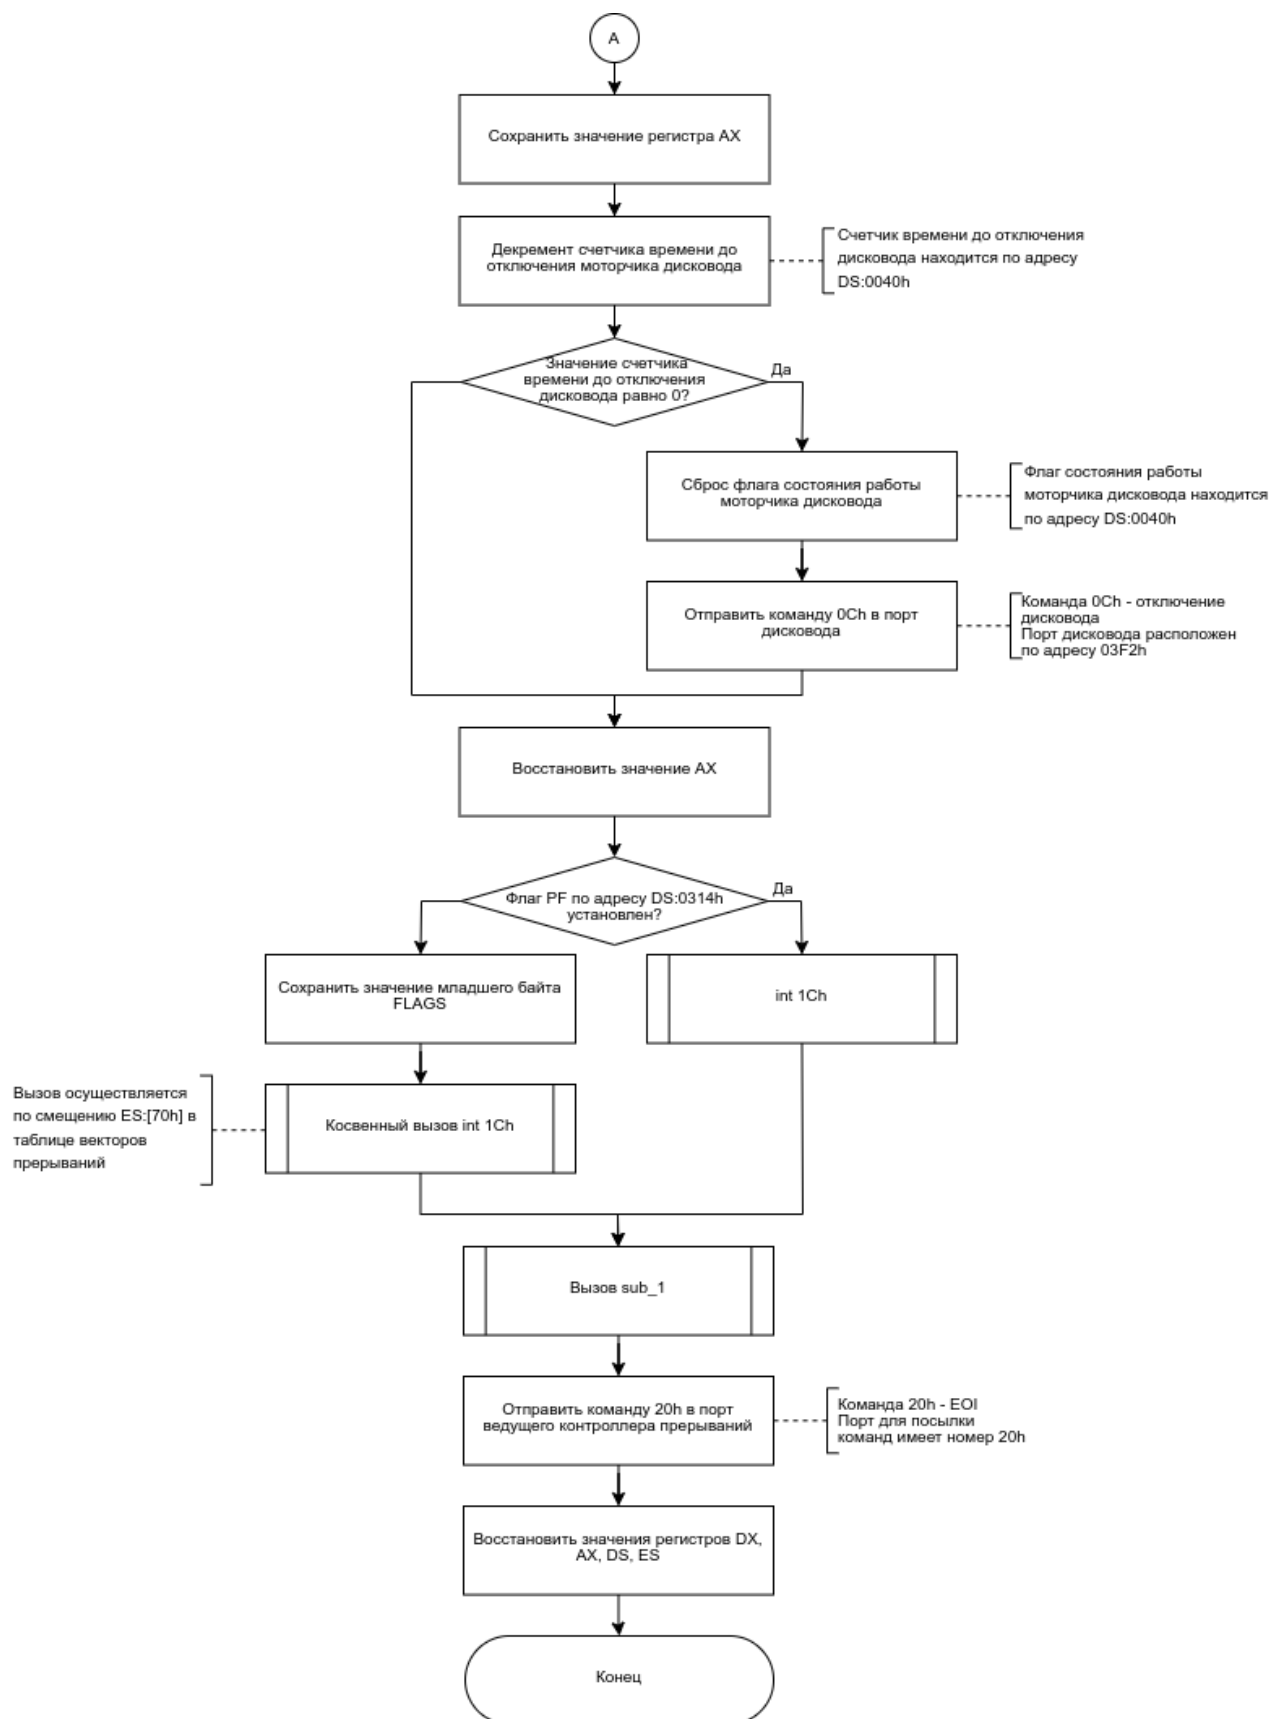 А
Сохранить значение регистра AX
Декремент счетчика времени до
отключения моторчика дисковода
Счетчик времени до отключения
дисковода находится по адресу
DS:0040h
Значение счетчика
времени до отключения
дисковода равно 0?
Да
Сброс флага состояния работы
моторчика дисковода
Флаг состояния работы
моторчика дисковода находится
по адресу DS:0040h
Отправить команду 0Ch в порт
дисковода
Команда 0Ch - отключение
дисковода
Порт дисковода расположен
по адресу 03F2h
Восстановить значение AX
Флаг PF по адресу DS:0314h
установлен?
Да
Сохранить значение младшего байта
FLAGS
int 1Ch
Вызов осуществляется
по смещению ES:[70h] в
таблице векторов
прерываний
Косвенный вызов int 1Ch
Вызов sub_1
Отправить команду 20h в порт
ведущего контроллера прерываний
Команда 20h - EOI
Порт для посылки
команд имеет номер 20h
Восстановить значения регистров DX,
AX, DS, ES
Конец